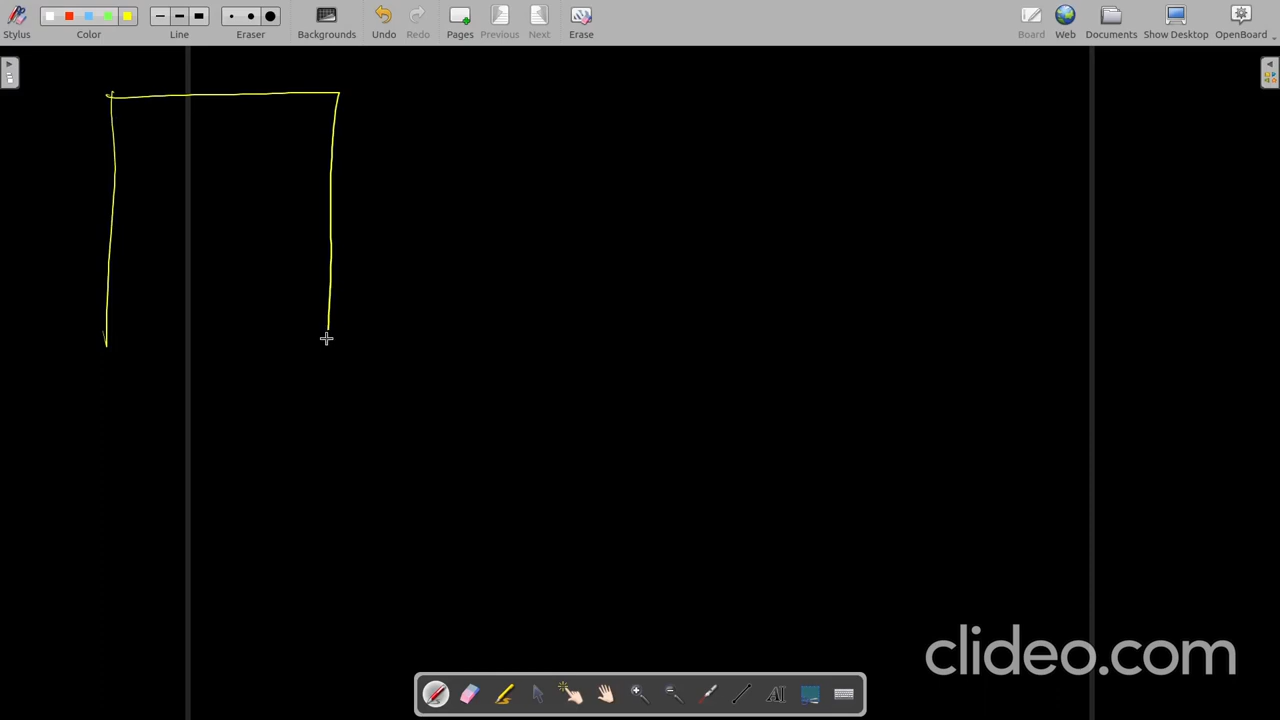 Stylus Color Line Eraser Backgrounds Undo Redo Pages Previous Next Erase Board Web Documents Show Desktop OpenBoard
clideo.com
AI